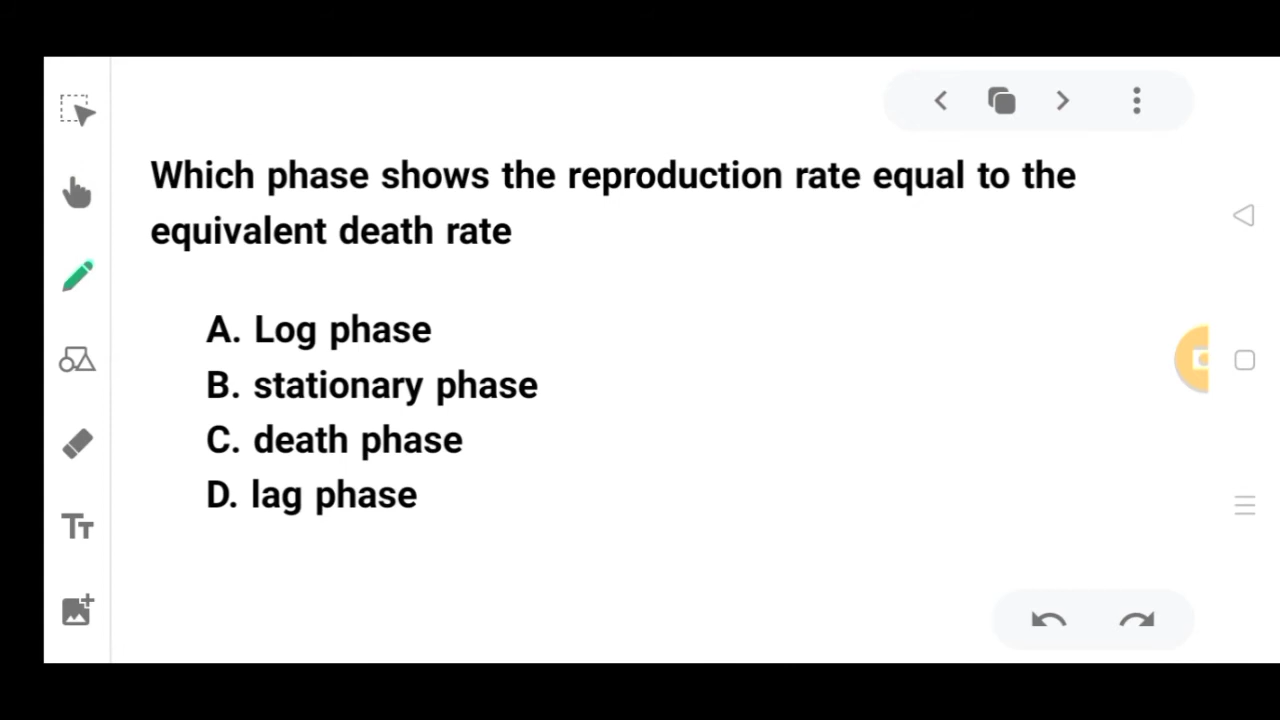 Which phase shows the reproduction rate equal to the
equivalent death rate
A. Log phase
B. stationary phase
C. death phase
D. lag phase
TT